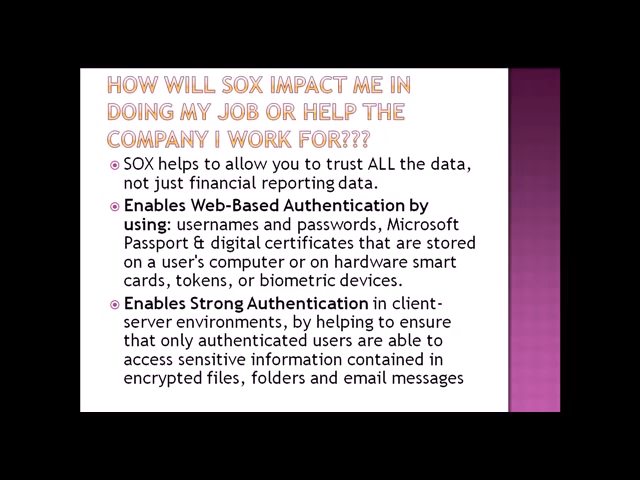 HOW WILL SOX IMPACT ME IN
DOING MY JOB OR HELP THE
COMPANY I WORK FOR???
SOX helps to allow you to trust ALL the data,
not just financial reporting data.
Enables Web-Based Authentication by
using: usernames and passwords, Microsoft
Passport & digital certificates that are stored
on a user's computer or on hardware smart
cards, tokens, or biometric devices.
Enables Strong Authentication in client-
server environments, by helping to ensure
that only authenticated users are able to
access sensitive information contained in
encrypted files, folders and email messages